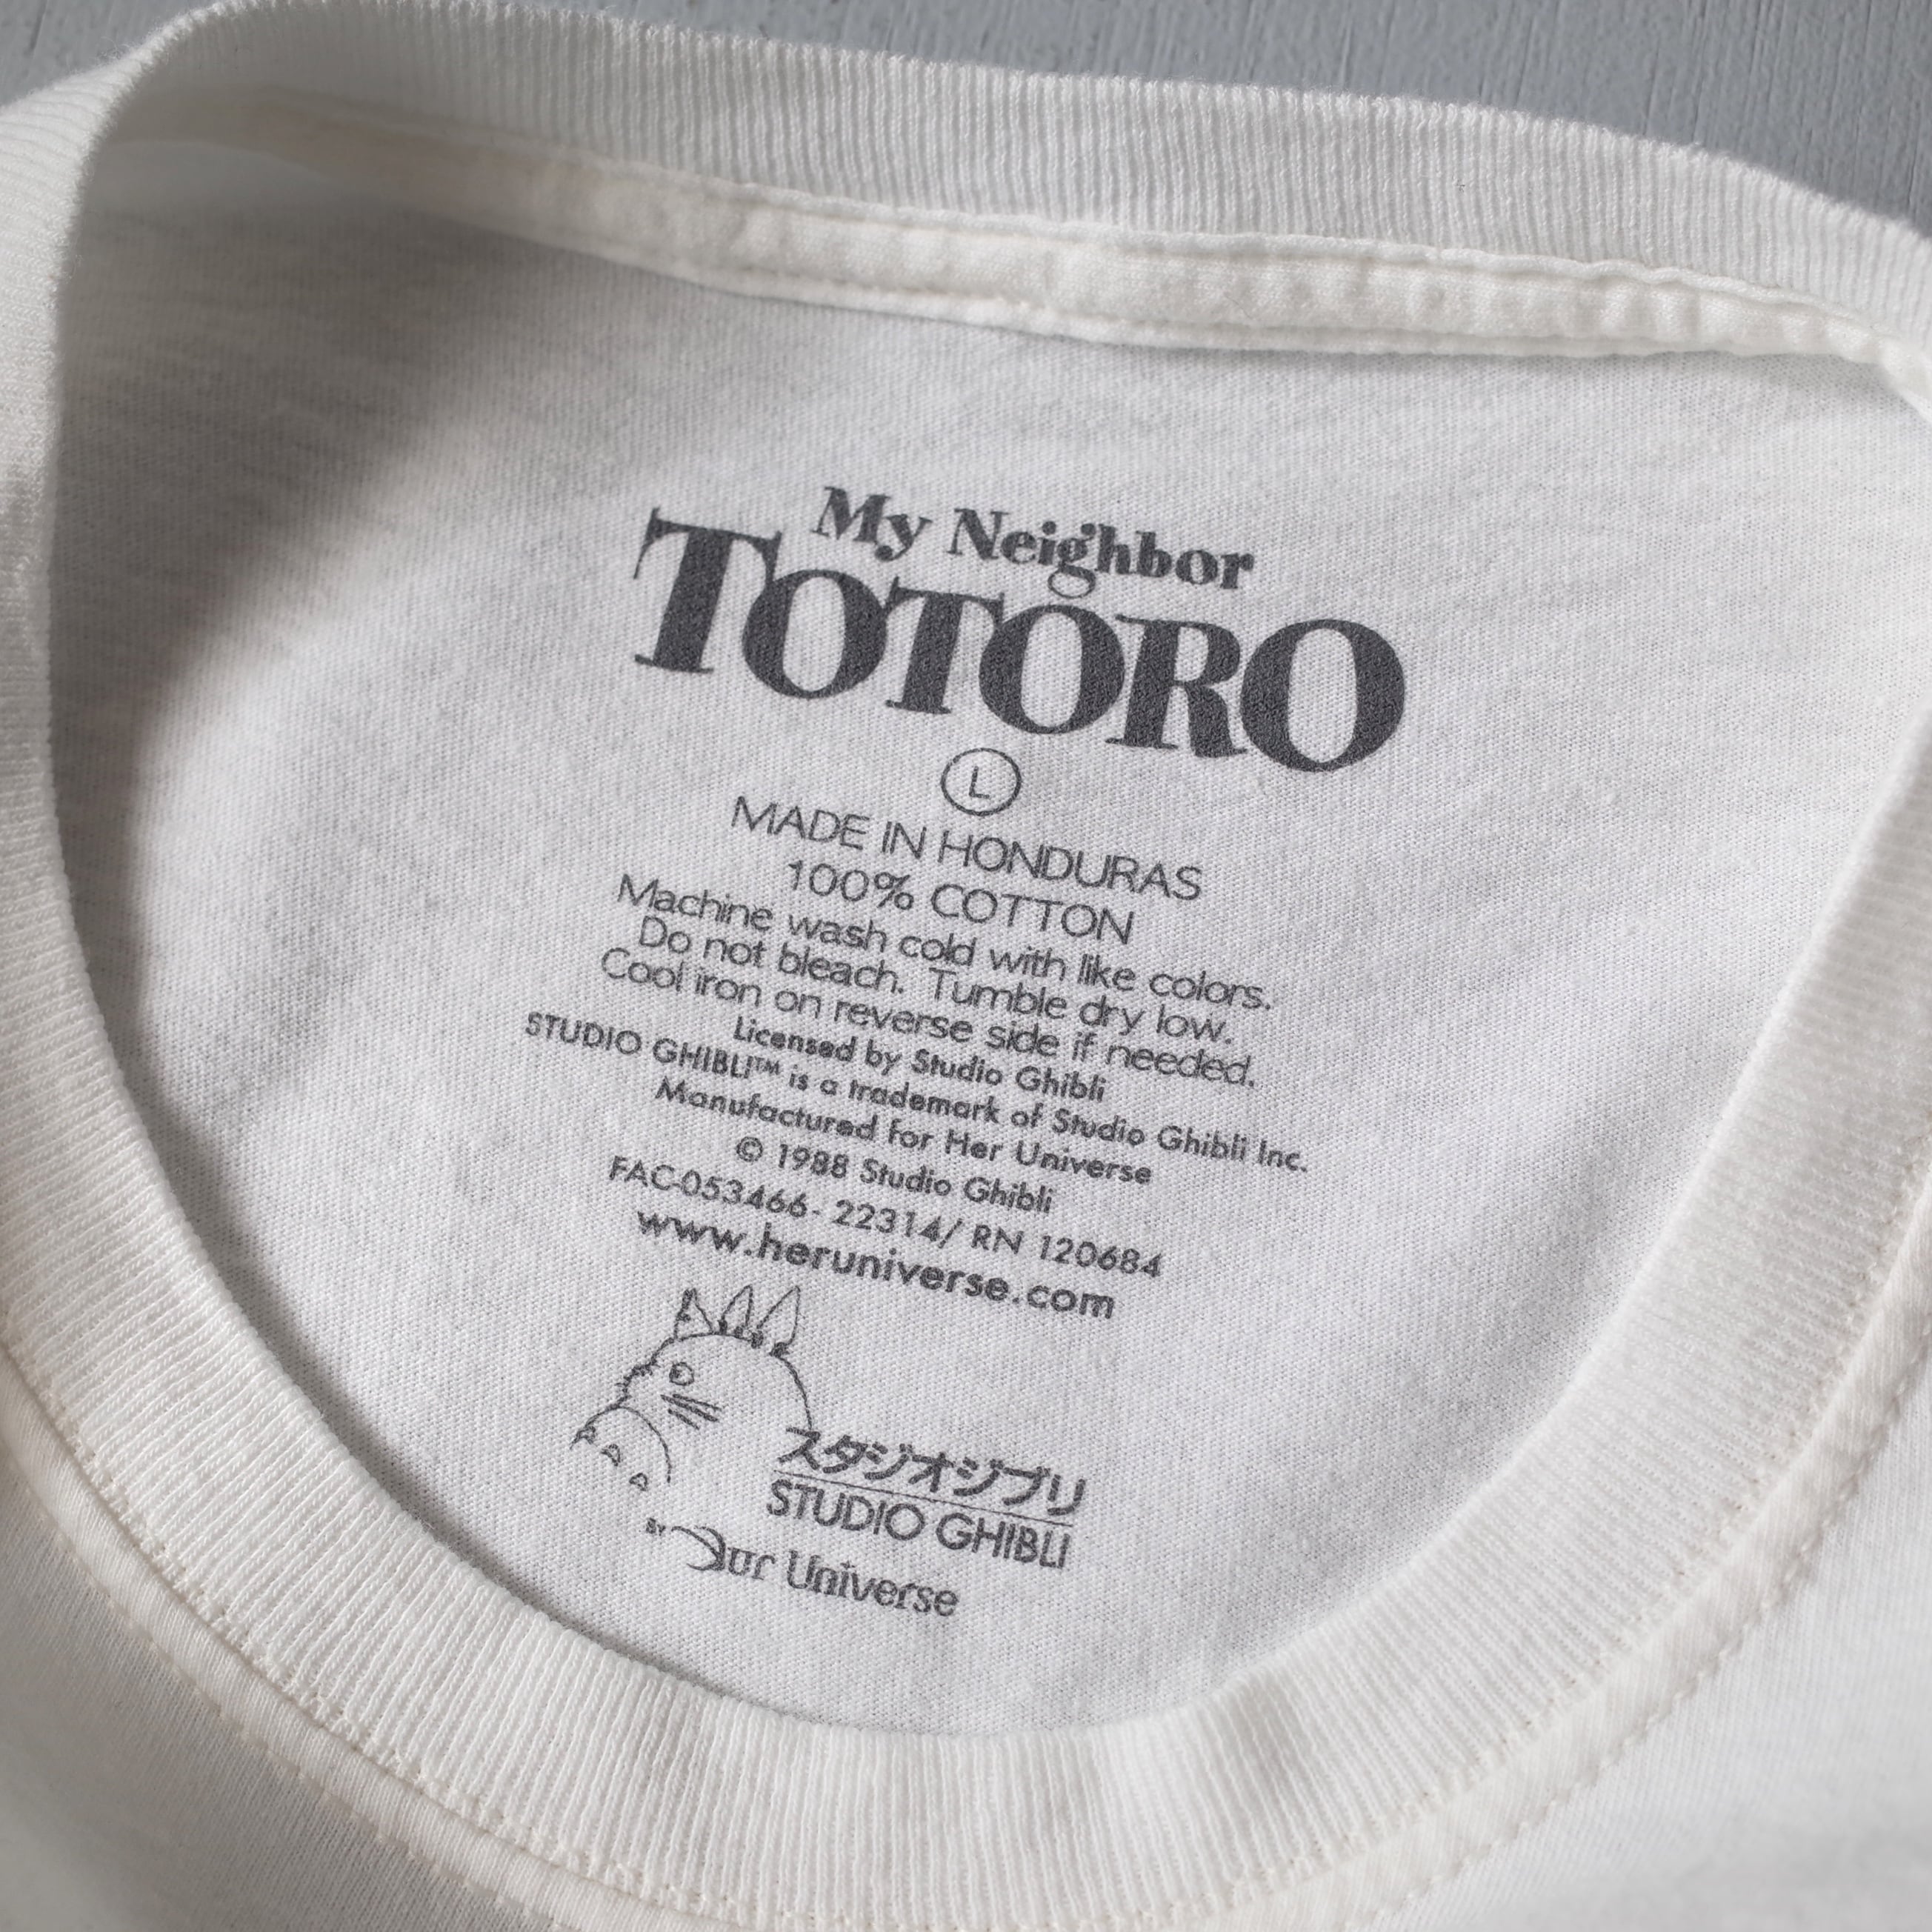 My Neighbor
TOTORO
L
MADE IN HONDURAS
100% COTTON
Machine wash cold with like colors.
Do not bleach. Tumble dry low.
Cool iron on reverse side if needed.
Licensed by Studio Ghibli
STUDIO GHIBLI™ is a trademark of Studio Ghibli Inc.
Manufactured for Her Universe
© 1988 Studio Ghibli
FAC-053466- 22314/ RN 120684
www.heruniverse.com
スタジオジブリ
STUDIO GHIBLI
BY Our Universe